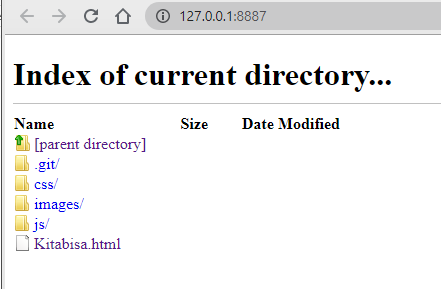 127.0.0.1:8887
Index of current directory...
Name Size Date Modified
[parent directory]
.git/
css/
images/
js/
Kitabisa.html